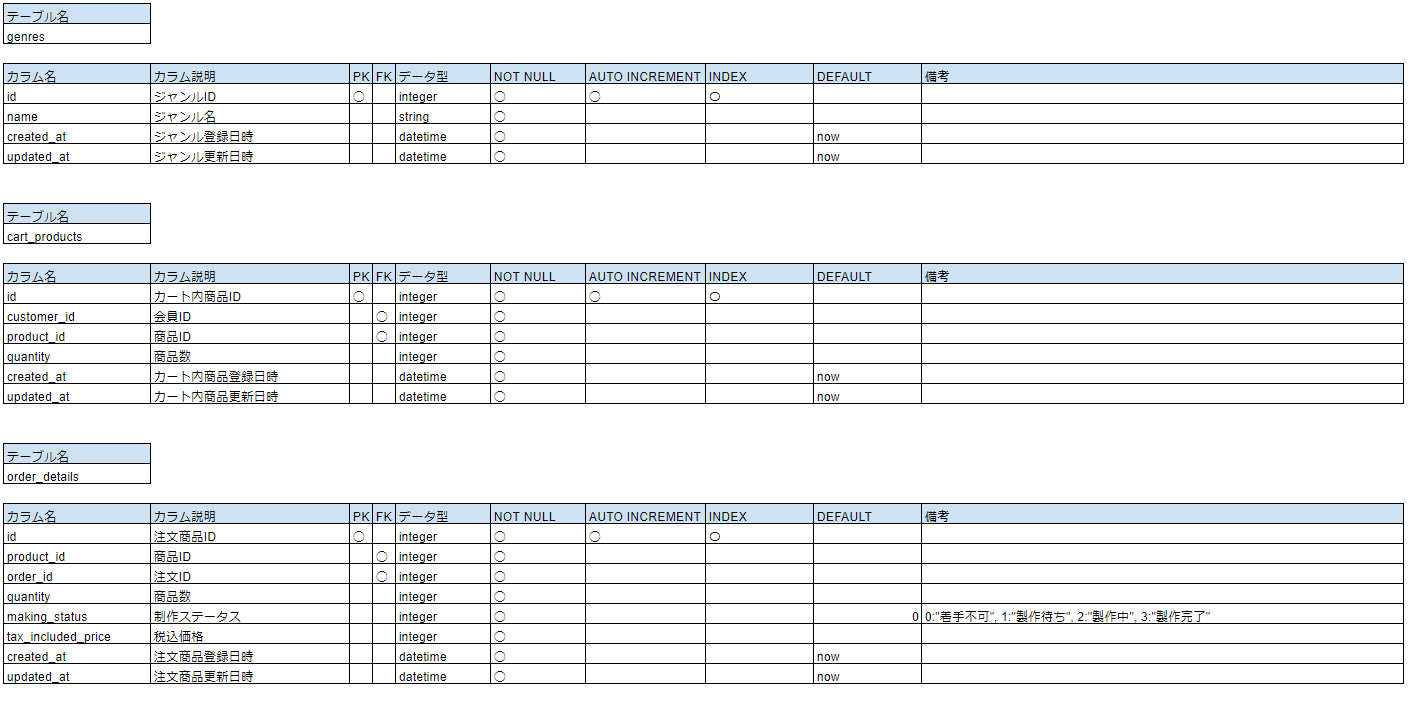 テーブル名
genres
カラム名 カラム説明 PK FK データ型 NOT NULL AUTO INCREMENT INDEX DEFAULT 備考
id ジャンルID ○ integer ○ ○ ○
name ジャンル名 string ○
created_at ジャンル登録日時 datetime ○ now
updated_at ジャンル更新日時 datetime ○ now
テーブル名
cart_products
カラム名 カラム説明 PK FK データ型 NOT NULL AUTO INCREMENT INDEX DEFAULT 備考
id カート内商品ID ○ integer ○ ○ ○
customer_id 会員ID ○ integer ○
product_id 商品ID ○ integer ○
quantity 商品数 integer ○
created_at カート内商品登録日時 datetime ○ now
updated_at カート内商品更新日時 datetime ○ now
テーブル名
order_details
カラム名 カラム説明 PK FK データ型 NOT NULL AUTO INCREMENT INDEX DEFAULT 備考
id 注文商品ID ○ integer ○ ○ ○
product_id 商品ID ○ integer ○
order_id 注文ID ○ integer ○
quantity 商品数 integer ○
making_status 制作ステータス integer ○ 0 0:"着手不可", 1:"製作待ち", 2:"製作中", 3:"製作完了"
tax_included_price 税込価格 integer ○
created_at 注文商品登録日時 datetime ○ now
updated_at 注文商品更新日時 datetime ○ now